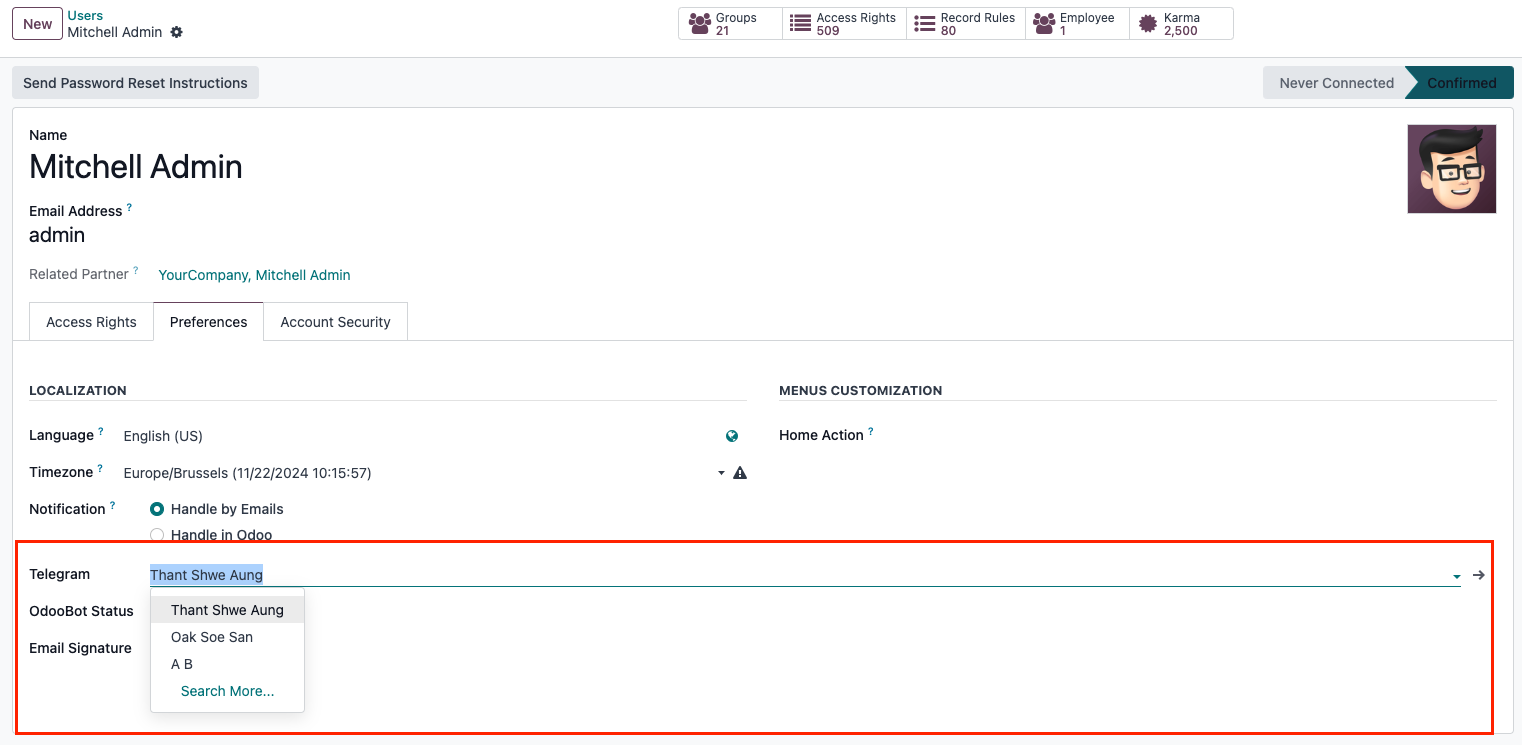 New
Users
Mitchell Admin
Groups
21
Access Rights
509
Record Rules
80
Employee
1
Karma
2,500
Send Password Reset Instructions
Never Connected
Confirmed
Name
Mitchell Admin
Email Address ?
admin
Related Partner ? YourCompany, Mitchell Admin
Access Rights Preferences Account Security
LOCALIZATION
Language ? English (US)
Timezone ? Europe/Brussels (11/22/2024 10:15:57)
Notification ? Handle by Emails
Handle in Odoo
MENUS CUSTOMIZATION
Home Action ?
Telegram Thant Shwe Aung
OdooBot Status
Email Signature
Thant Shwe Aung
Oak Soe San
A B
Search More...